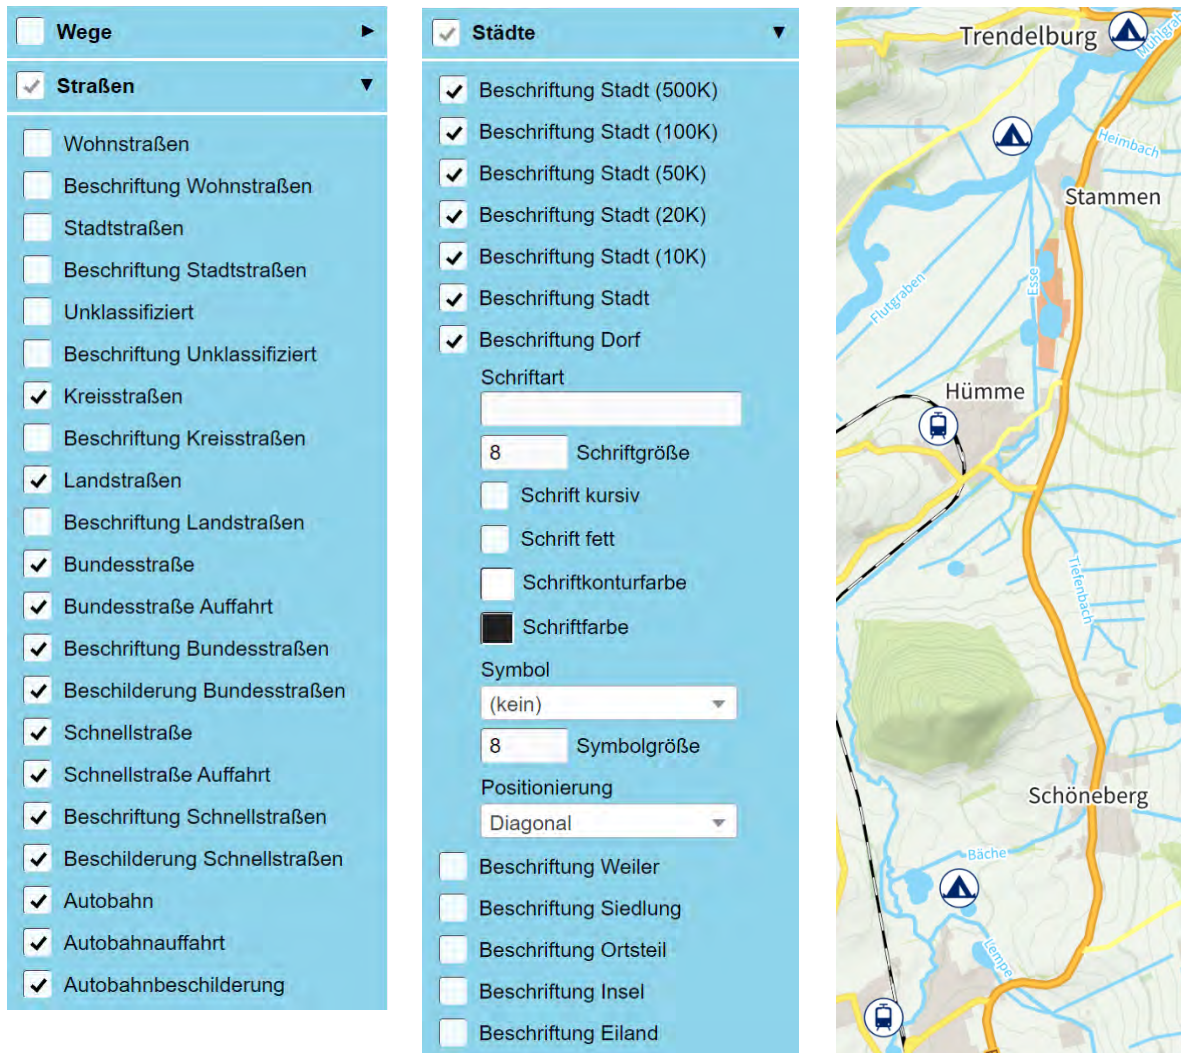 Wege
Straßen
Wohnstraßen
Beschriftung Wohnstraßen
Stadtstraßen
Beschriftung Stadtstraßen
Unklassifiziert
Beschriftung Unklassifiziert
Kreisstraßen
Beschriftung Kreisstraßen
Landstraßen
Beschriftung Landstraßen
Bundesstraße
Bundesstraße Auffahrt
Beschriftung Bundesstraßen
Beschilderung Bundesstraßen
Schnellstraße
Schnellstraße Auffahrt
Beschriftung Schnellstraßen
Beschilderung Schnellstraßen
Autobahn
Autobahnauffahrt
Autobahnbeschilderung
Städte
Beschriftung Stadt (500K)
Beschriftung Stadt (100K)
Beschriftung Stadt (50K)
Beschriftung Stadt (20K)
Beschriftung Stadt (10K)
Beschriftung Stadt
Beschriftung Dorf
Schriftart
8 Schriftgröße
Schrift kursiv
Schrift fett
Schriftkonturfarbe
Schriftfarbe
Symbol
(kein)
8 Symbolgröße
Positionierung
Diagonal
Beschriftung Weiler
Beschriftung Siedlung
Beschriftung Ortsteil
Beschriftung Insel
Beschriftung Eiland
Trendelburg
Heimbach
Stammen
Esse
Flutgraben
Hümme
Tiefenbach
Schöneberg
Bäche
Lempe